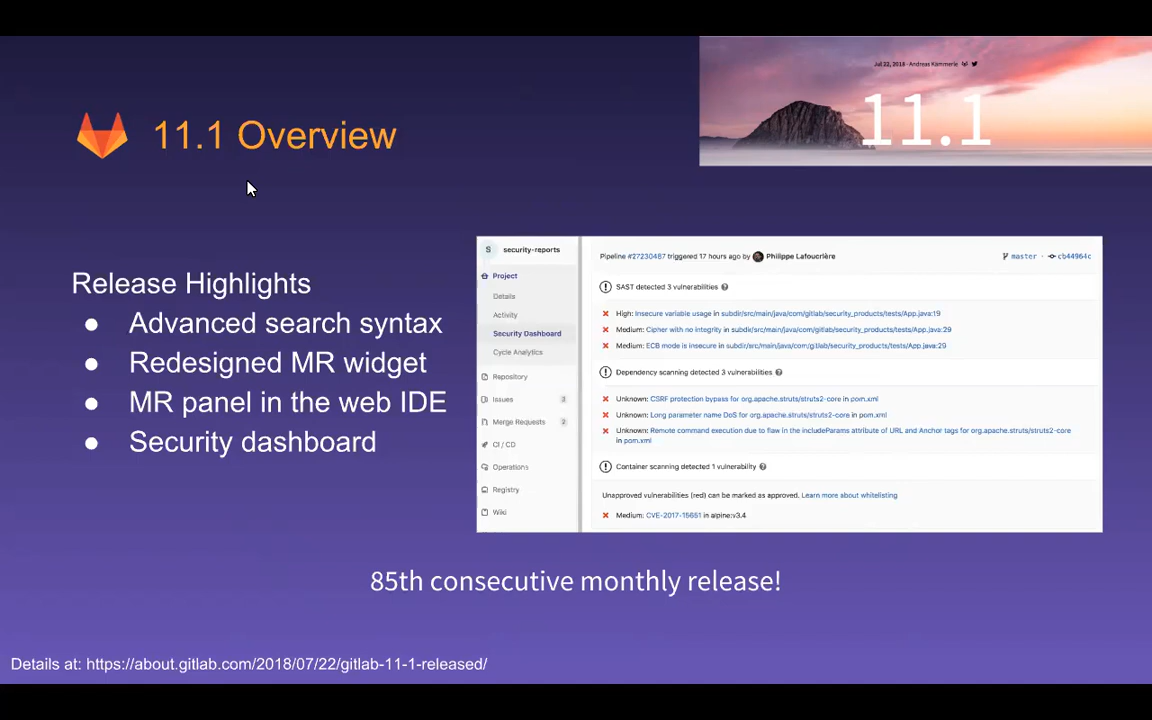 Jul 22, 2018 - Andreas Kämmerle
11.1
11.1 Overview
Release Highlights
● Advanced search syntax
● Redesigned MR widget
● MR panel in the web IDE
● Security dashboard
S security-reports
Project
Details
Activity
Security Dashboard
Cycle Analytics
Repository
Issues 3
Merge Requests 2
CI / CD
Operations
Registry
Wiki
Pipeline #27230487 triggered 17 hours ago by Philippe Lafoucrière master · cb44964c
SAST detected 3 vulnerabilities
High: Insecure variable usage in subdir/src/main/java/com/gitlab/security_products/tests/App.java:19
Medium: Cipher with no integrity in subdir/src/main/java/com/gitlab/security_products/tests/App.java:29
Medium: ECB mode is insecure in subdir/src/main/java/com/gitlab/security_products/tests/App.java:29
Dependency scanning detected 3 vulnerabilities
Unknown: CSRF protection bypass for org.apache.struts/struts2-core in pom.xml
Unknown: Long parameter name DoS for org.apache.struts/struts2-core in pom.xml
Unknown: Remote command execution due to flaw in the includeParams attribute of URL and Anchor tags for org.apache.struts/struts2-core
in pom.xml
Container scanning detected 1 vulnerability
Unapproved vulnerabilities (red) can be marked as approved. Learn more about whitelisting
Medium: CVE-2017-15651 in alpine:v3.4
85th consecutive monthly release!
Details at: https://about.gitlab.com/2018/07/22/gitlab-11-1-released/